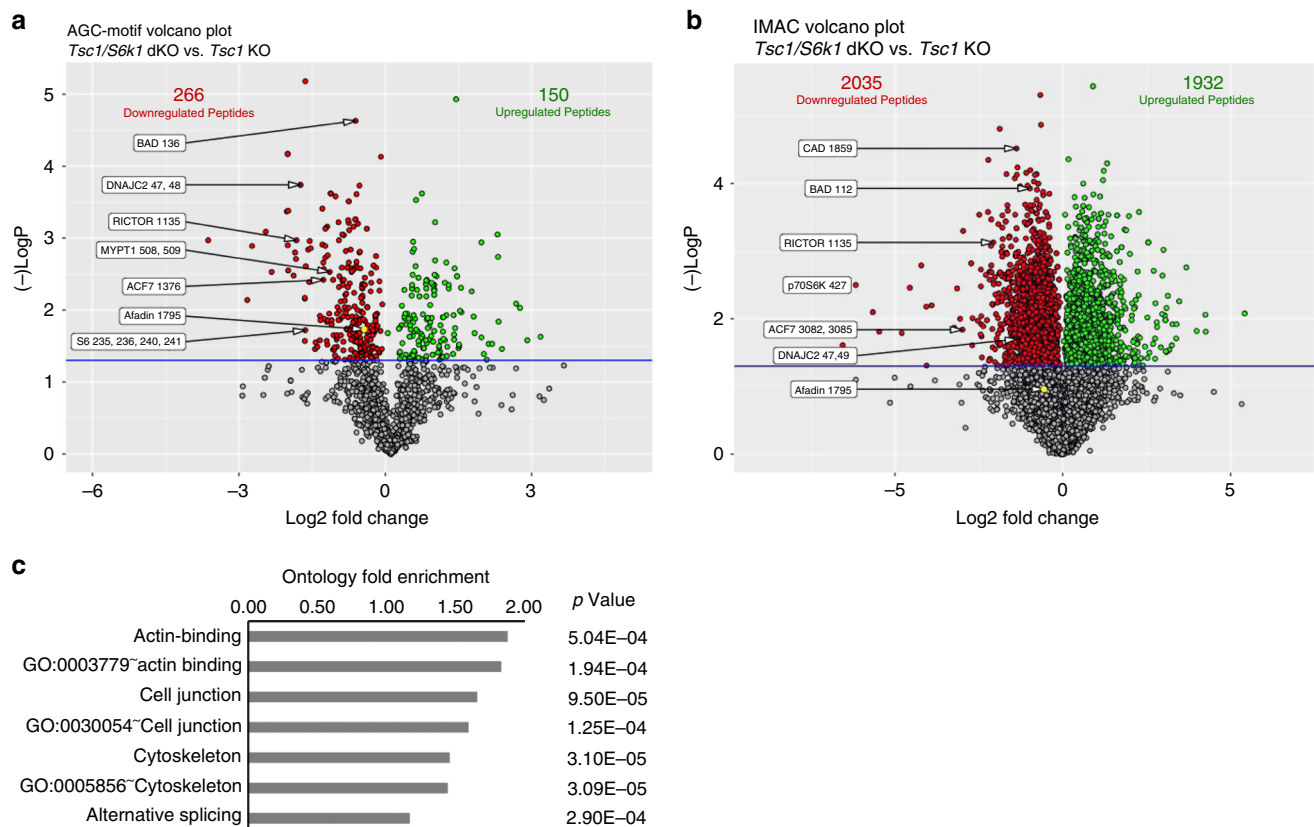 a
AGC-motif volcano plot
Tsc1/S6k1 dKO vs. Tsc1 KO
266
Downregulated Peptides
150
Upregulated Peptides
BAD 136
DNAJC2 47, 48
RICTOR 1135
MYPT1 508, 509
ACF7 1376
Afadin 1795
S6 235, 236, 240, 241
(−)LogP
5
4
3
2
1
0
−6 −3 0 3
Log2 fold change
b
IMAC volcano plot
Tsc1/S6k1 dKO vs. Tsc1 KO
2035
Downregulated Peptides
1932
Upregulated Peptides
CAD 1859
BAD 112
RICTOR 1135
p70S6K 427
ACF7 3082, 3085
DNAJC2 47,49
Afadin 1795
(−)LogP
4
2
0
−5 0 5
Log2 fold change
c
Ontology fold enrichment
0.00 0.50 1.00 1.50 2.00 p Value
Actin-binding 5.04E–04
GO:0003779~actin binding 1.94E–04
Cell junction 9.50E–05
GO:0030054~Cell junction 1.25E–04
Cytoskeleton 3.10E–05
GO:0005856~Cytoskeleton 3.09E–05
Alternative splicing 2.90E–04